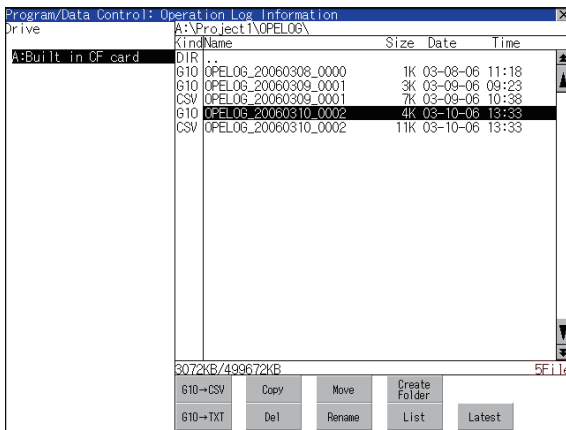 Program/Data Control: Operation Log Information
Drive
A:\Project1\OPELOG\
Kind Name Size Date Time
A:Built in CF card
DIR ..
G10 OPELOG_20060308_0000 1K 03-08-06 11:18
G10 OPELOG_20060309_0001 3K 03-09-06 09:23
CSV OPELOG_20060309_0001 7K 03-09-06 10:38
G10 OPELOG_20060310_0002 4K 03-10-06 13:33
CSV OPELOG_20060310_0002 11K 03-10-06 13:33
3072KB/499672KB 5File
G10→CSV Copy Move Create Folder
G10→TXT Del Rename List Latest